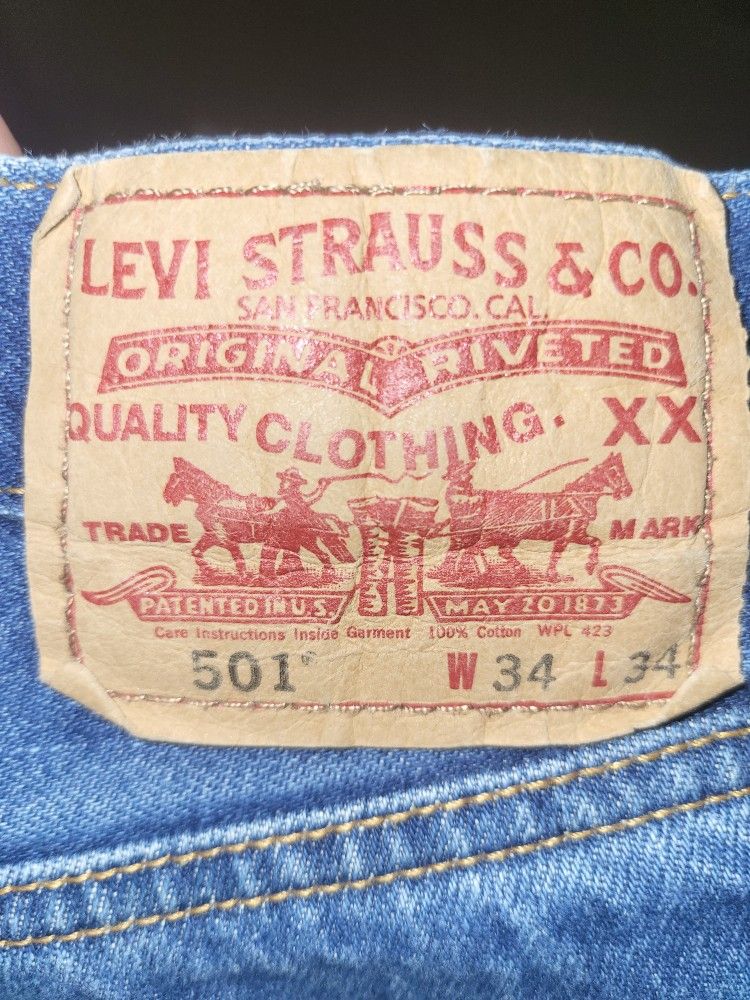 LEVI STRAUSS & CO.
SAN FRANCISCO. CAL.
ORIGINAL RIVETED
QUALITY CLOTHING. XX
TRADE MARK
PATENTED IN U.S. MAY 20 1873
Care Instructions Inside Garment 100% Cotton WPL 423
501® W 34 L 34